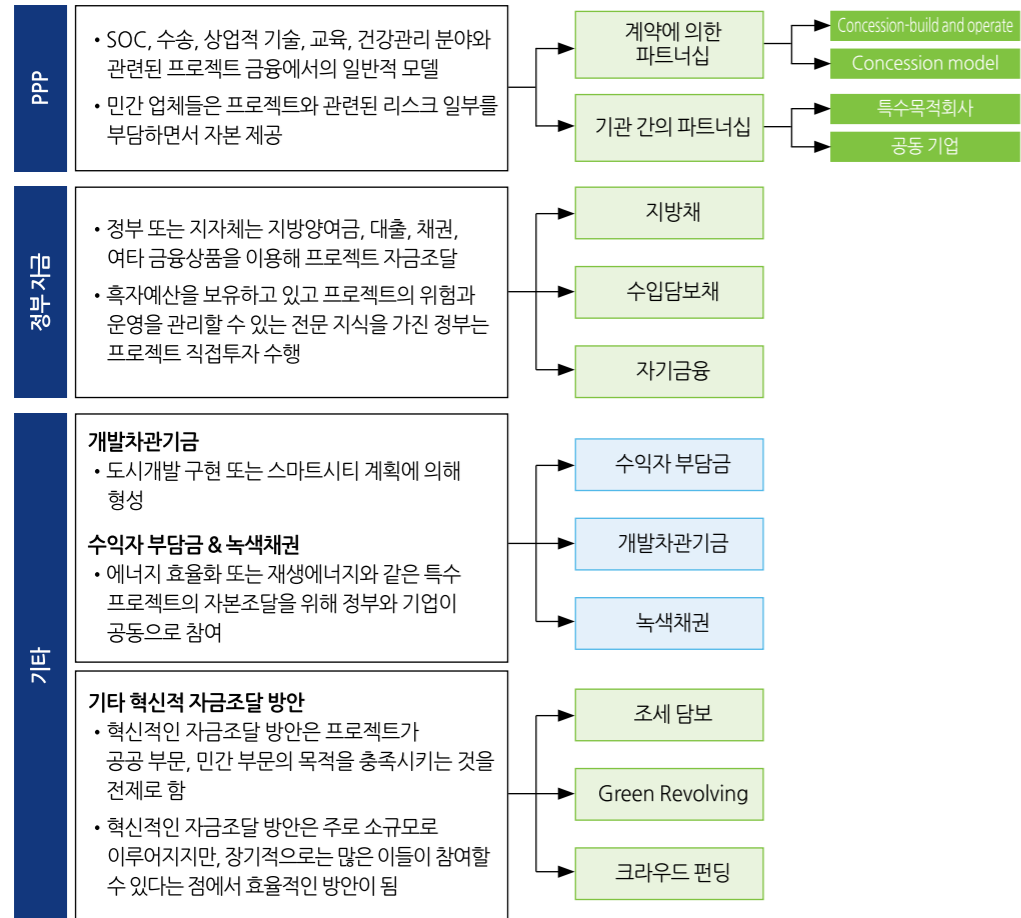 PPP
• SOC, 수송, 상업적 기술, 교육, 건강관리 분야와
관련된 프로젝트 금융에서의 일반적 모델
• 민간 업체들은 프로젝트와 관련된 리스크 일부를
부담하면서 자본 제공
계약에 의한
파트너십
Concession-build and operate
Concession model
기관 간의 파트너십
특수목적회사
공동 기업
정부 자금
• 정부 또는 지자체는 지방양여금, 대출, 채권,
여타 금융상품을 이용해 프로젝트 자금조달
• 흑자예산을 보유하고 있고 프로젝트의 위험과
운영을 관리할 수 있는 전문 지식을 가진 정부는
프로젝트 직접투자 수행
지방채
수입담보채
자기금융
기타
개발차관기금
• 도시개발 구현 또는 스마트시티 계획에 의해
형성
수익자 부담금 & 녹색채권
• 에너지 효율화 또는 재생에너지와 같은 특수
프로젝트의 자본조달을 위해 정부와 기업이
공동으로 참여
수익자 부담금
개발차관기금
녹색채권
기타 혁신적 자금조달 방안
• 혁신적인 자금조달 방안은 프로젝트가
공공 부문, 민간 부문의 목적을 충족시키는 것을
전제로 함
• 혁신적인 자금조달 방안은 주로 소규모로
이루어지지만, 장기적으로는 많은 이들이 참여할
수 있다는 점에서 효율적인 방안이 됨
조세 담보
Green Revolving
크라우드 펀딩